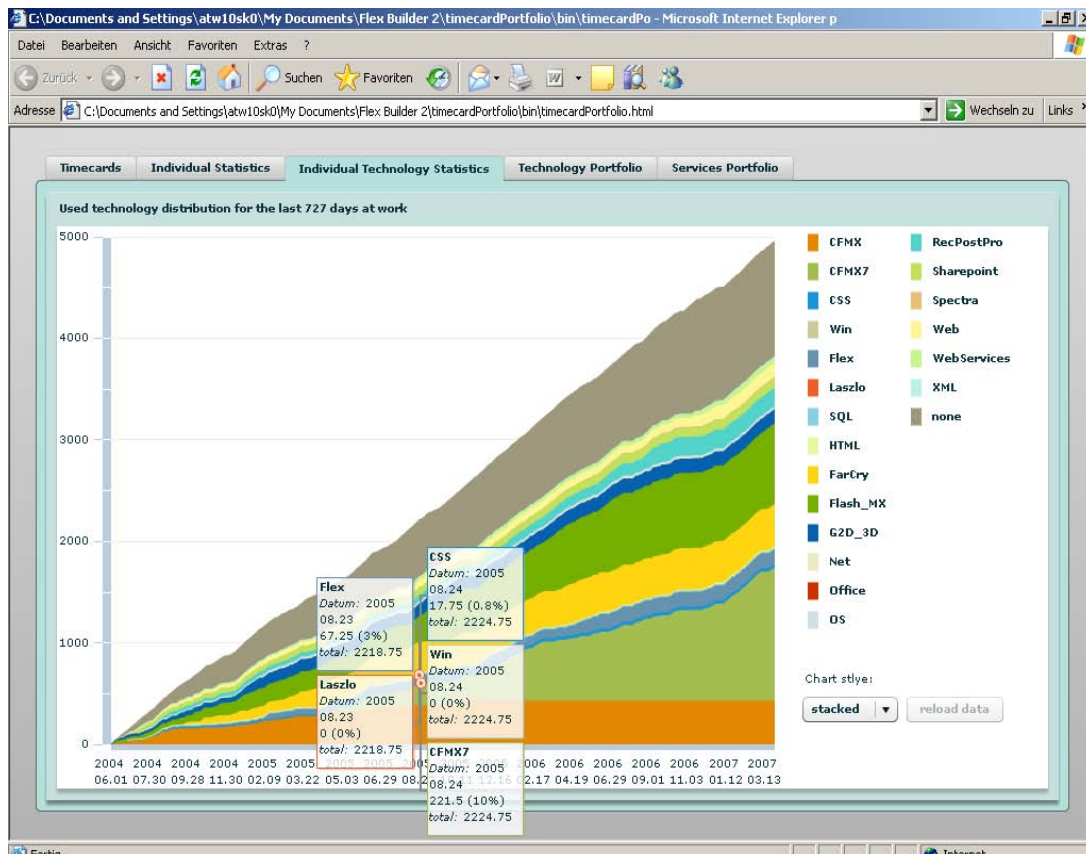 C:\Documents and Settings\atw10sk0\My Documents\Flex Builder 2\timecardPortfolio\bin\timecardPo - Microsoft Internet Explorer p
Datei Bearbeiten Ansicht Favoriten Extras ?
Zurück Suchen Favoriten
Adresse C:\Documents and Settings\atw10sk0\My Documents\Flex Builder 2\timecardPortfolio\bin\timecardPortfolio.html Wechseln zu Links
Timecards Individual Statistics Individual Technology Statistics Technology Portfolio Services Portfolio
Used technology distribution for the last 727 days at work
5000
4000
3000
2000
1000
0
2004 2004 2004 2004 2005 2005 2005 2005 2005 2006 2006 2006 2006 2006 2007 2007
06.01 07.30 09.28 11.30 02.09 03.22 05.03 06.29 02.17 04.19 06.29 09.01 11.03 01.12 03.13
Flex
Datum: 2005
08.23
67.25 (3%)
total: 2218.75
Laszlo
Datum: 2005
08.23
0 (0%)
total: 2218.75
CSS
Datum: 2005
08.24
17.75 (0.8%)
total: 2224.75
Win
Datum: 2005
08.24
0 (0%)
total: 2224.75
CFMX7
Datum: 2005
08.24
221.5 (10%)
total: 2224.75
CFMX
CFMX7
CSS
Win
Flex
Laszlo
SQL
HTML
FarCry
Flash_MX
G2D_3D
Net
Office
OS
RecPostPro
Sharepoint
Spectra
Web
WebServices
XML
none
Chart stlye:
stacked reload data
Fertig Internet